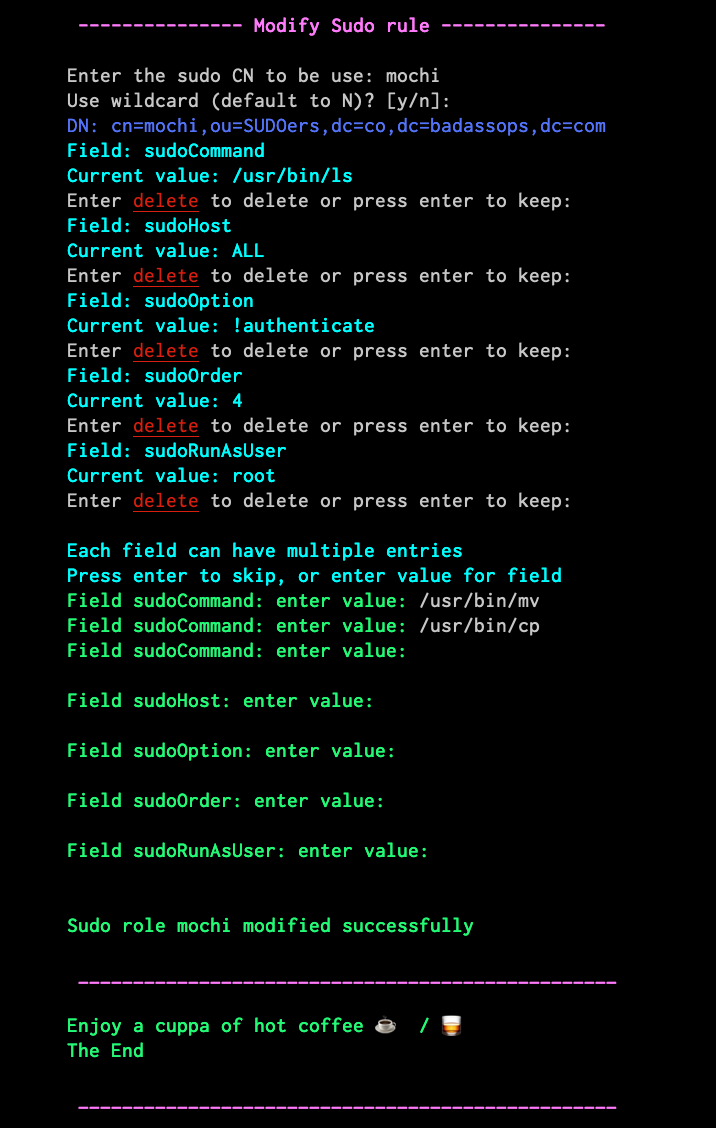 --------------- Modify Sudo rule ---------------
Enter the sudo CN to be use: mochi
Use wildcard (default to N)? [y/n]:
DN: cn=mochi,ou=SUDOers,dc=co,dc=badassops,dc=com
Field: sudoCommand
Current value: /usr/bin/ls
Enter delete to delete or press enter to keep:
Field: sudoHost
Current value: ALL
Enter delete to delete or press enter to keep:
Field: sudoOption
Current value: !authenticate
Enter delete to delete or press enter to keep:
Field: sudoOrder
Current value: 4
Enter delete to delete or press enter to keep:
Field: sudoRunAsUser
Current value: root
Enter delete to delete or press enter to keep:
Each field can have multiple entries
Press enter to skip, or enter value for field
Field sudoCommand: enter value: /usr/bin/mv
Field sudoCommand: enter value: /usr/bin/cp
Field sudoCommand: enter value:
Field sudoHost: enter value:
Field sudoOption: enter value:
Field sudoOrder: enter value:
Field sudoRunAsUser: enter value:
Sudo role mochi modified successfully
-------------------------------------------------
Enjoy a cuppa of hot coffee ☕ / 🥃
The End
-------------------------------------------------